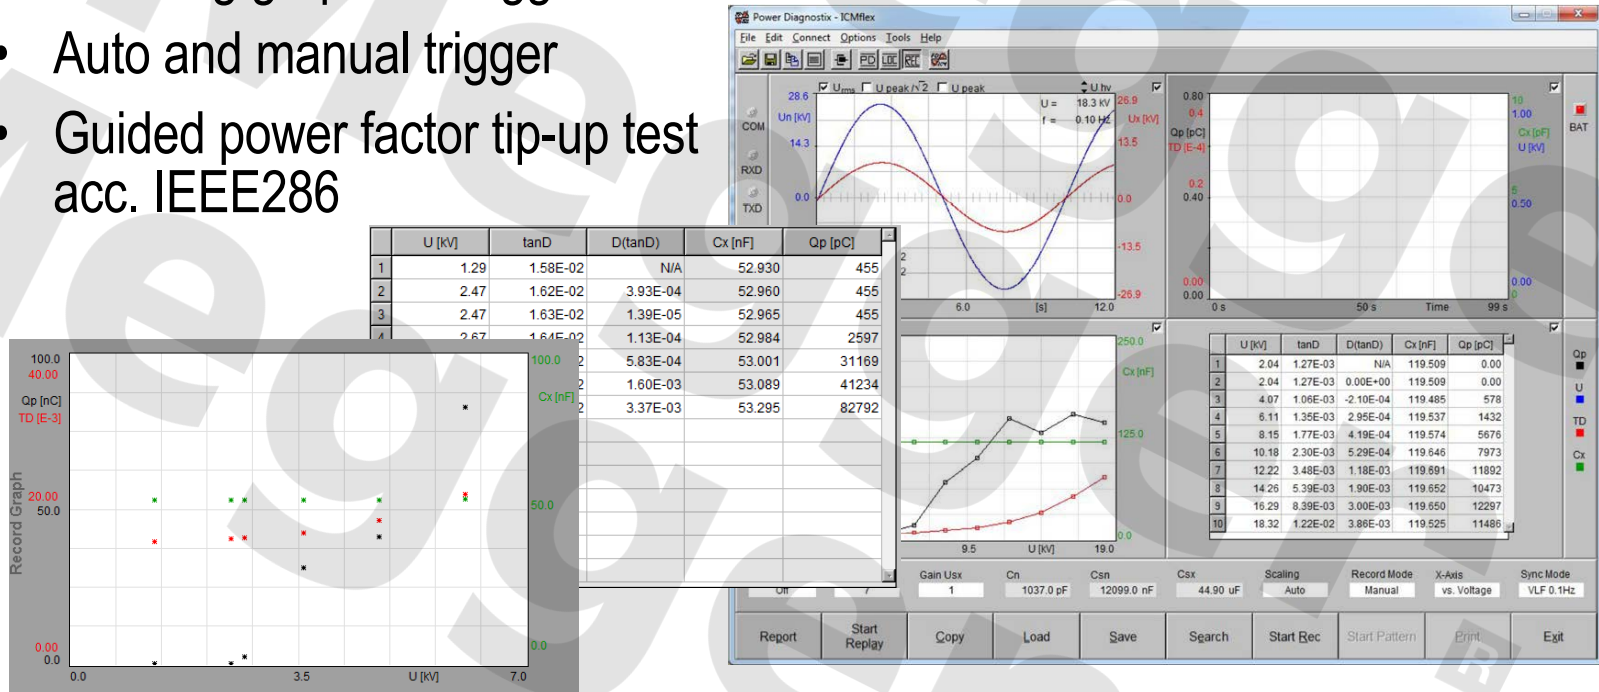 • Auto and manual trigger
• Guided power factor tip-up test
acc. IEEE286
Power Diagnostix - ICMflex
File Edit Connect Options Tools Help
PD LOC REC
Urms U peak/√2 U peak U hv
28.6 U = 18.3 kV 26.9
Un [kV] f = 0.10 Hz Ux [kV]
14.3 13.5
0.0 0.0
-13.5
-26.9
6.0 [s] 12.0
COM
RXD
TXD
0.80 10
0.4 1.00
Qp [pC] Cx [pF]
TD [E-4] U [kV]
0.2 5
0.40 0.50
0.00 0.00
0.00 0
0 s 50 s Time 99 s
BAT
U [kV] tanD D(tanD) Cx [nF] Qp [pC]
1 1.29 1.58E-02 N/A 52.930 455
2 2.47 1.62E-02 3.93E-04 52.960 455
3 2.47 1.63E-02 1.39E-05 52.965 455
4 2.67 1.64E-02 1.13E-04 52.984 2597
2 5.83E-04 53.001 31169
2 1.60E-03 53.089 41234
2 3.37E-03 53.295 82792
100.0 100.0
40.00
Qp [nC] Cx [nF]
TD [E-3]
Record Graph
20.00
50.0 50.0
0.00 0.0
0.0
0.0 3.5 U [kV] 7.0
250.0
Cx [nF]
125.0
0.0
9.5 U [kV] 19.0
U [kV] tanD D(tanD) Cx [nF] Qp [pC]
1 2.04 1.27E-03 N/A 119.509 0.00
2 2.04 1.27E-03 0.00E+00 119.509 0.00
3 4.07 1.06E-03 -2.10E-04 119.485 578
4 6.11 1.35E-03 2.95E-04 119.537 1432
5 8.15 1.77E-03 4.19E-04 119.574 5676
6 10.18 2.30E-03 5.29E-04 119.646 7973
7 12.22 3.48E-03 1.18E-03 119.691 11892
8 14.26 5.39E-03 1.90E-03 119.652 10473
9 16.29 8.39E-03 3.00E-03 119.650 12297
10 18.32 1.22E-02 3.86E-03 119.525 11486
Qp
U
TD
Cx
Gain Usx Cn Csn Csx Scaling Record Mode X-Axis Sync Mode
Off 7 1 1037.0 pF 12099.0 nF 44.90 uF Auto Manual vs. Voltage VLF 0.1Hz
Report Start Replay Copy Load Save Search Start Rec Start Pattern Print Exit
Megger